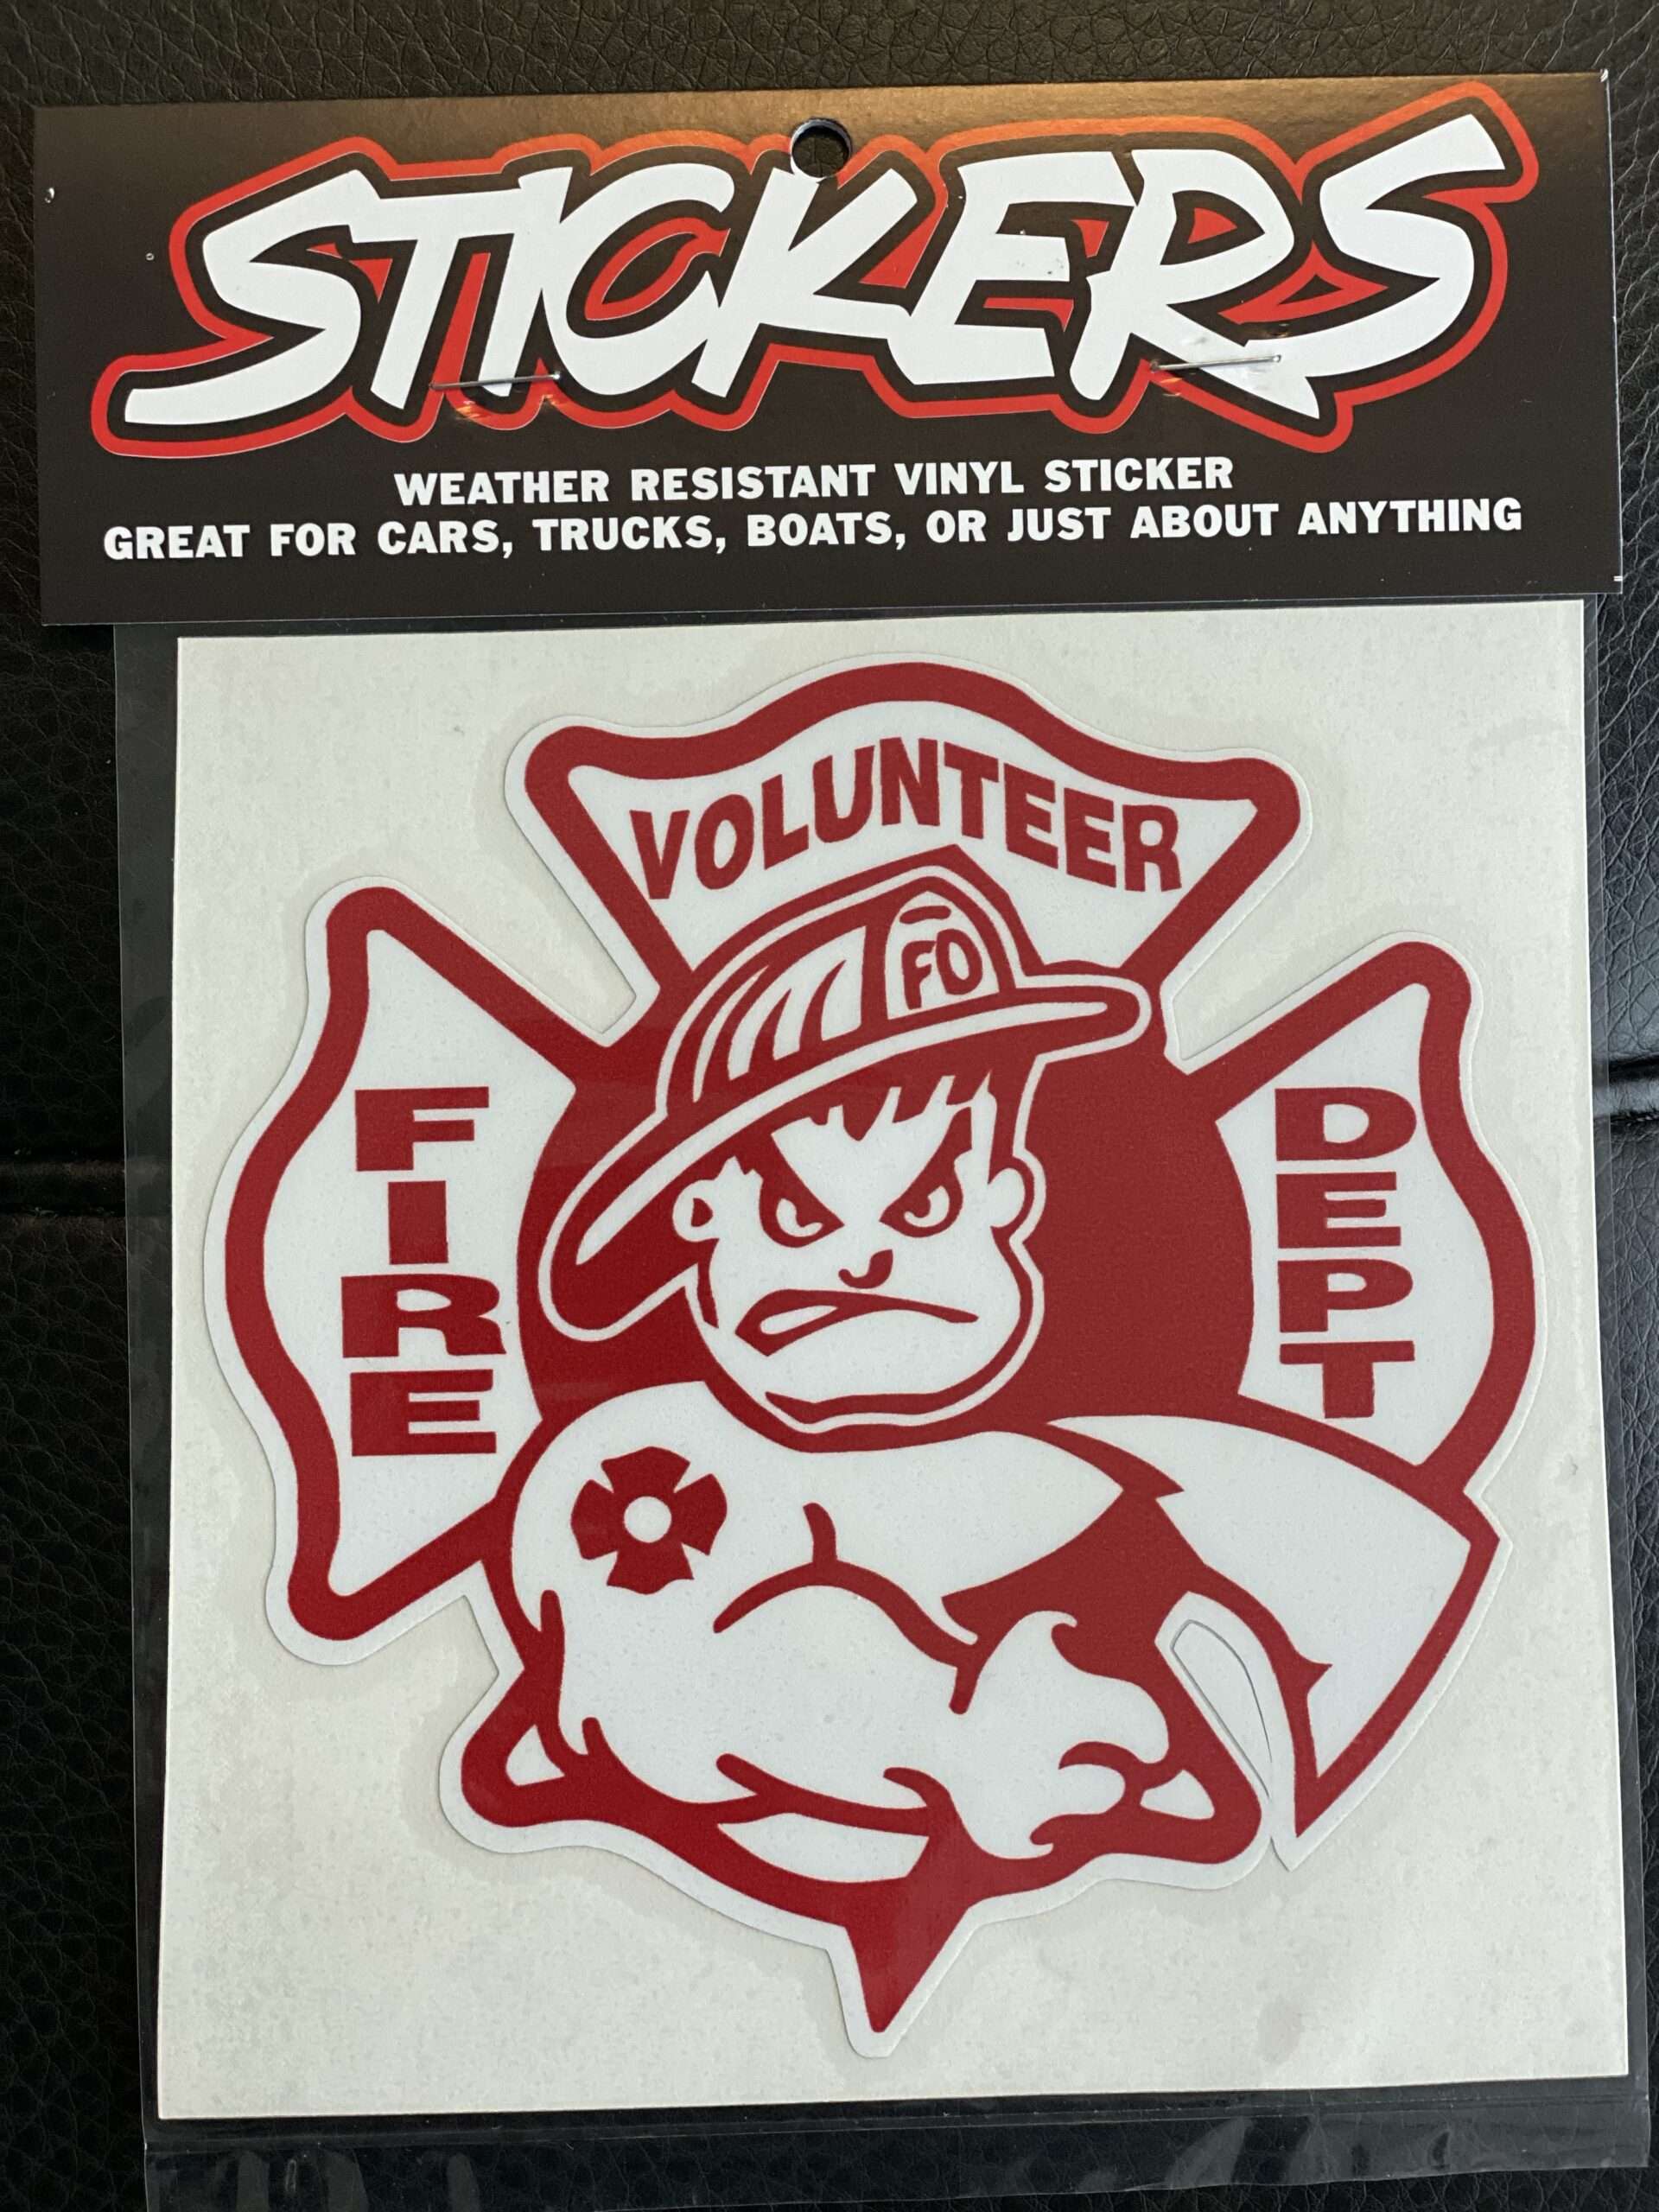 STICKERS
WEATHER RESISTANT VINYL STICKER
GREAT FOR CARS, TRUCKS, BOATS, OR JUST ABOUT ANYTHING
VOLUNTEER
FD
FIRE
DEPT